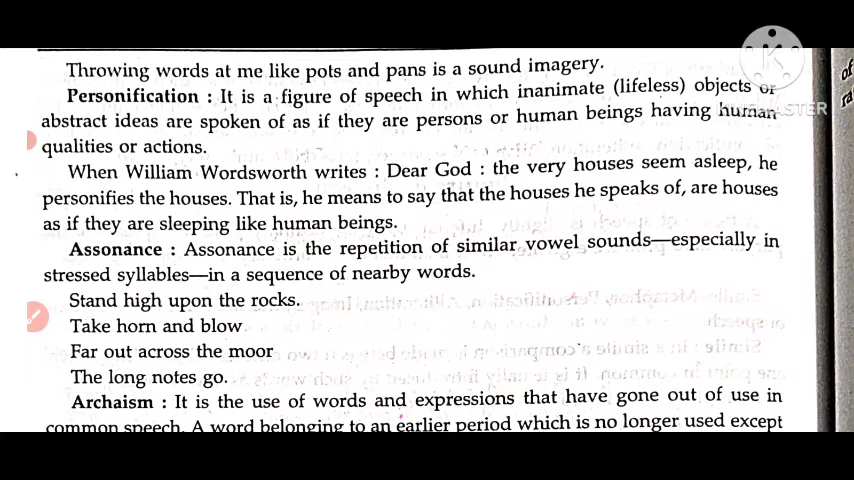 Throwing words at me like pots and pans is a sound imagery.
Personification : It is a figure of speech in which inanimate (lifeless) objects or
abstract ideas are spoken of as if they are persons or human beings having human
qualities or actions.
When William Wordsworth writes : Dear God : the very houses seem asleep, he
personifies the houses. That is, he means to say that the houses he speaks of, are houses
as if they are sleeping like human beings.
Assonance : Assonance is the repetition of similar vowel sounds—especially in
stressed syllables—in a sequence of nearby words.
Stand high upon the rocks.
Take horn and blow
Far out across the moor
The long notes go.
Archaism : It is the use of words and expressions that have gone out of use in
common speech. A word belonging to an earlier period which is no longer used except
of